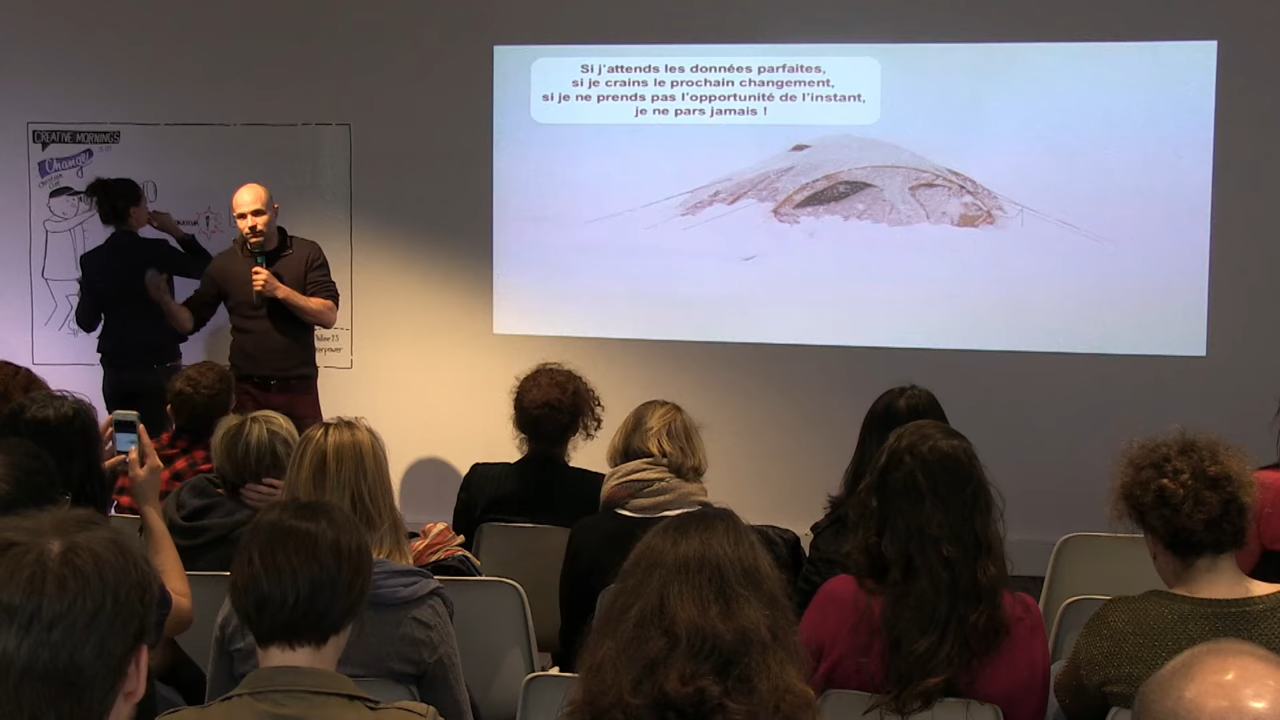 Si j'attends les données parfaites,
si je crains le prochain changement,
si je ne prends pas l'opportunité de l'instant,
je ne pars jamais !
CREATIVE MORNINGS
Change